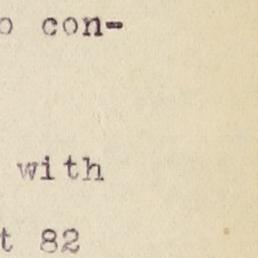 o con-
with
t 82